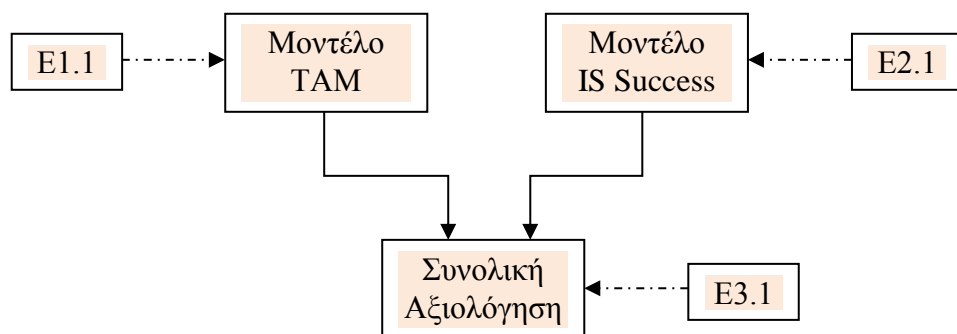 Μοντέλο
TAM
Μοντέλο
IS Success
E1.1
E2.1
Συνολική
Αξιολόγηση
E3.1